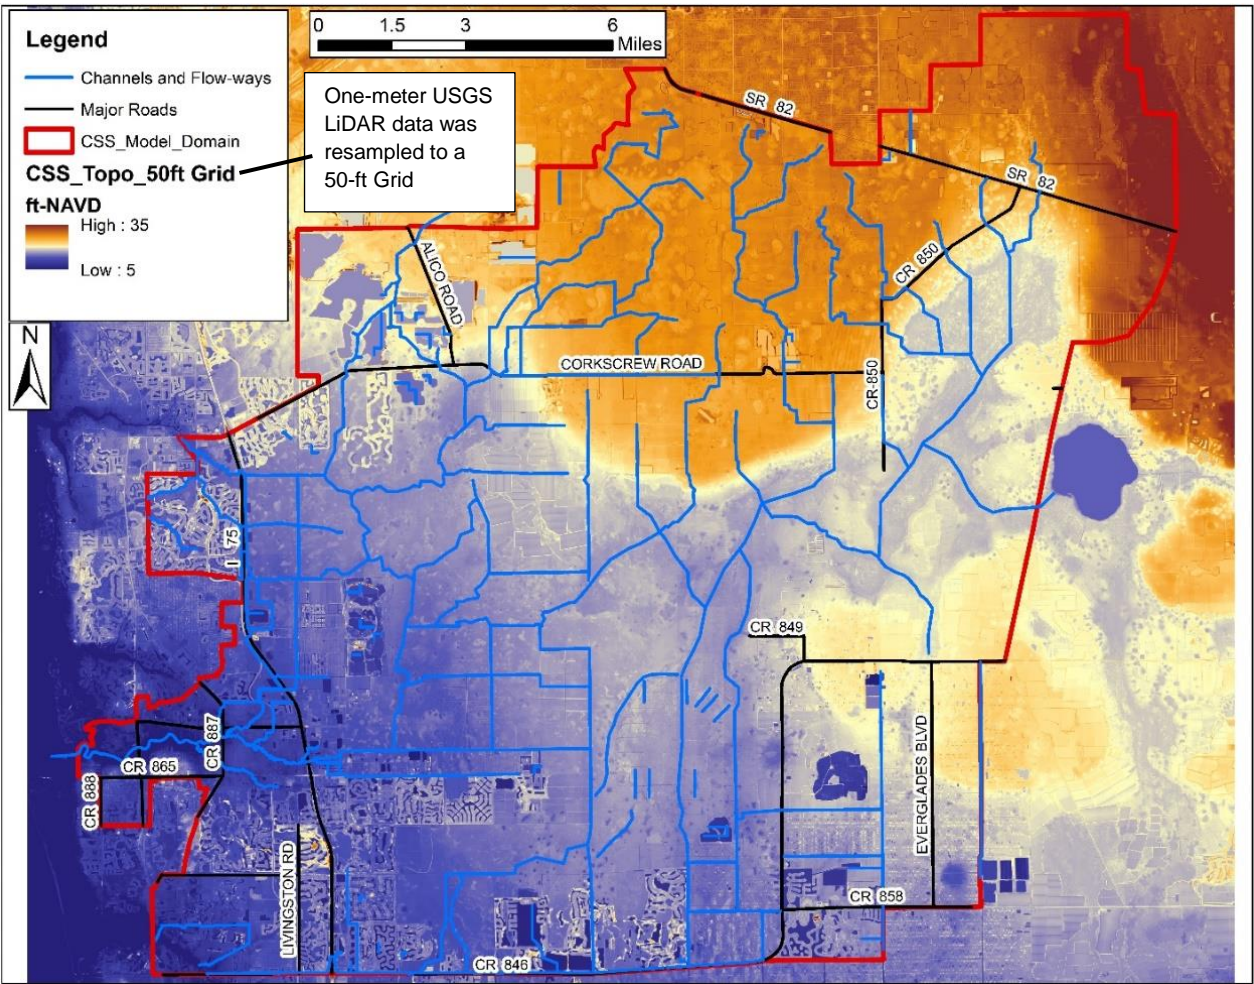 Legend
Channels and Flow-ways
Major Roads
CSS_Model_Domain
CSS_Topo_50ft Grid
ft-NAVD
High : 35
Low : 5
0 1.5 3 6
Miles
One-meter USGS
LiDAR data was
resampled to a
50-ft Grid
N
SR 82
SR 82
CR 850
ALICO ROAD
CORKSCREW ROAD
CR-850
I 75
CR 849
CR 887
CR 865
CR 888
EVERGLADES BLVD
LIVINGSTON RD
CR 858
CR 846